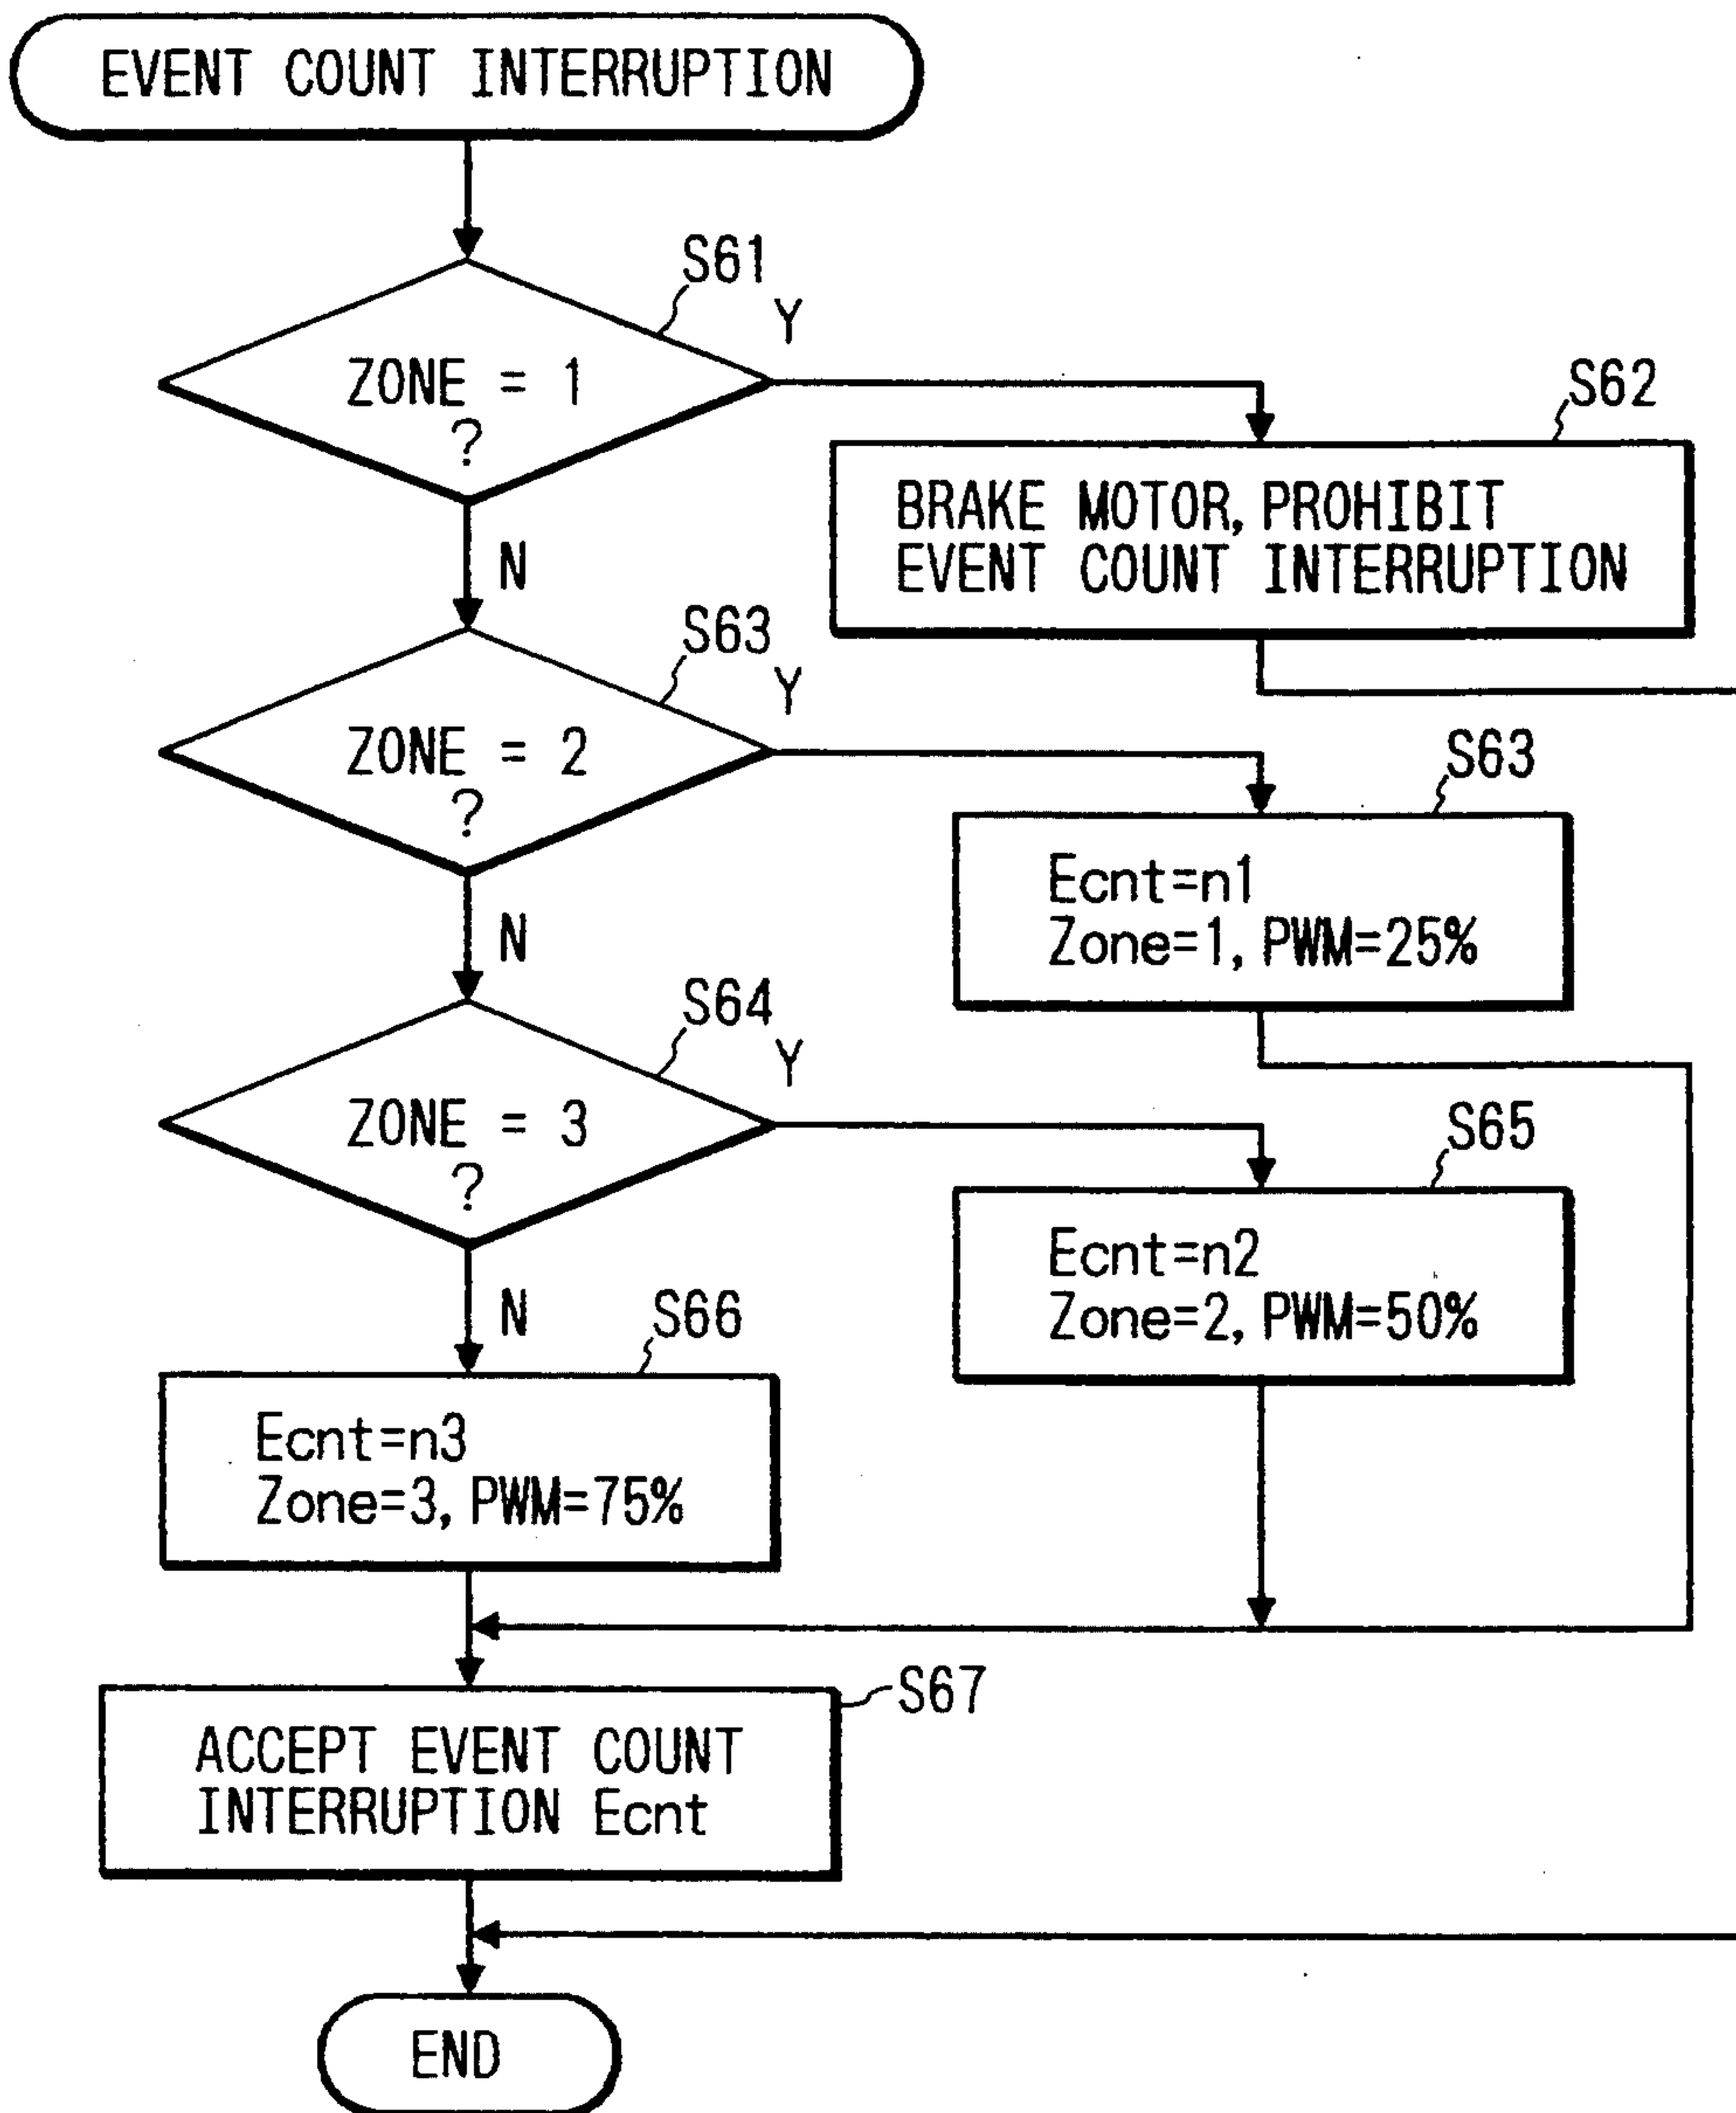 EVENT COUNT INTERRUPTION
S61
Y
ZONE = 1
?
N
S62
BRAKE MOTOR, PROHIBIT
EVENT COUNT INTERRUPTION
S63
Y
ZONE = 2
?
N
S63
Ecnt=n1
Zone=1, PWM=25%
S64
Y
ZONE = 3
?
N
S65
Ecnt=n2
Zone=2, PWM=50%
S66
Ecnt=n3
Zone=3, PWM=75%
S67
ACCEPT EVENT COUNT
INTERRUPTION Ecnt
END